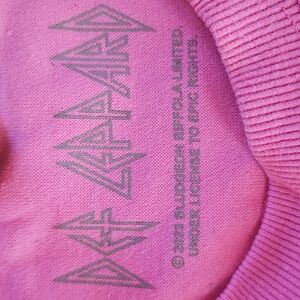 DEF LEPPARD
© 2023 BLUDGEON RIFFOLA LIMITED.
UNDER LICENSE TO EPIC RIGHTS.